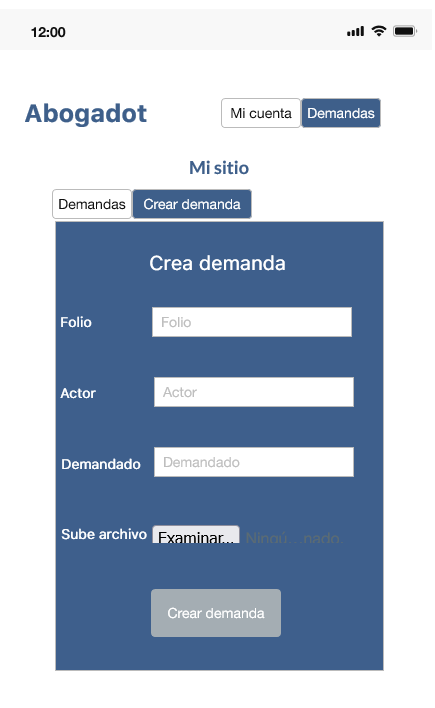 12:00
Abogadot
Mi cuenta Demandas
Mi sitio
Demandas Crear demanda
Crea demanda
Folio Folio
Actor Actor
Demandado Demandado
Sube archivo Examinar... Ningú... nado.
Crear demanda